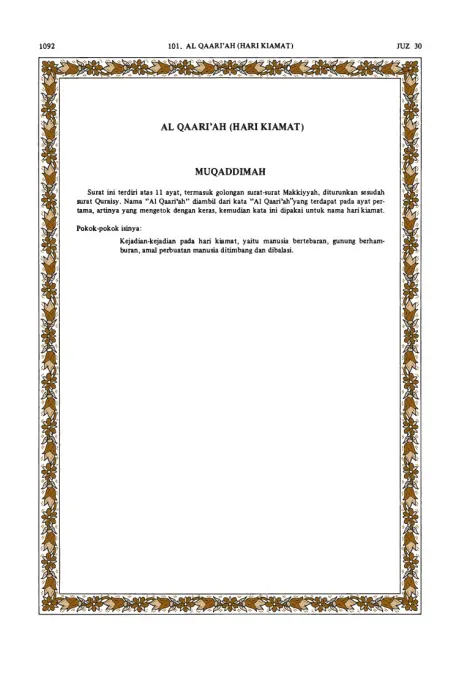 1092
101. AL QAARI'AH (HARI KIAMAT)
JUZ 30
AL QAARI'AH (HARI KIAMAT)
MUQADDIMAH
Surat ini terdiri atas 11 ayat, termasuk golongan surat-surat Makkiyyah, diturunkan sesudah
surat Quraisy. Nama "Al Qaari'ah" diambil dari kata "Al Qaari'ah"yang terdapat pada ayat per-
tama, artinya yang mengetok dengan keras, kemudian kata ini dipakai untuk nama hari kiamat.
Pokok-pokok isinya:
Kejadian-kejadian pada hari kiamat, yaitu manusia bertebaran, gunung berham-
buran, amal perbuatan manusia ditimbang dan dibalasi.